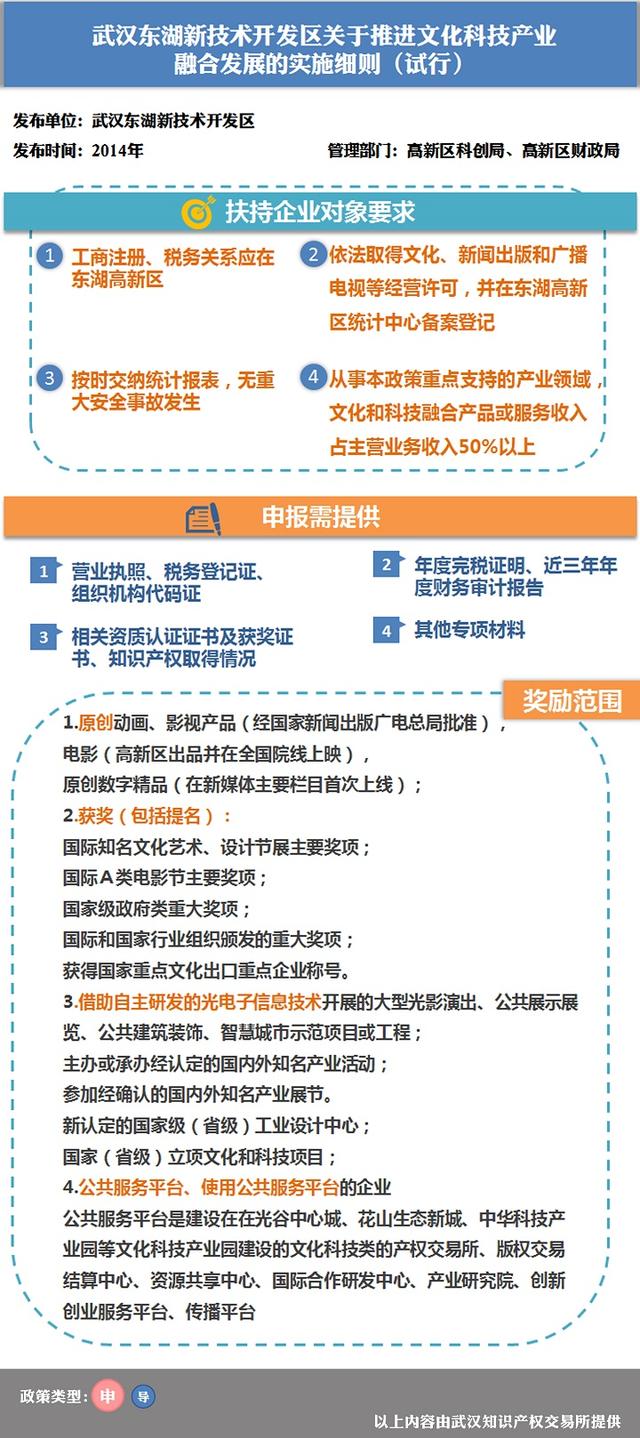 武汉东湖新技术开发区关于推进文化科技产业
融合发展的实施细则（试行）
发布单位：武汉东湖新技术开发区
发布时间：2014年
管理部门：高新区科创局、高新区财政局
扶持企业对象要求
1 工商注册、税务关系应在
东湖高新区
2 依法取得文化、新闻出版和广播
电视等经营许可，并在东湖高新
区统计中心备案登记
3 按时交纳统计报表，无重
大安全事故发生
4 从事本政策重点支持的产业领域，
文化和科技融合产品或服务收入
占主营业务收入50%以上
申报需提供
1 营业执照、税务登记证、
组织机构代码证
2 年度完税证明、近三年年
度财务审计报告
3 相关资质认证证书及获奖证
书、知识产权取得情况
4 其他专项材料
奖励范围
1.原创动画、影视产品（经国家新闻出版广电总局批准），
电影（高新区出品并在全国院线上映），
原创数字精品（在新媒体主要栏目首次上线）；
2.获奖（包括提名）：
国际知名文化艺术、设计节展主要奖项；
国际A类电影节主要奖项；
国家级政府类重大奖项；
国际和国家行业组织颁发的重大奖项；
获得国家重点文化出口重点企业称号。
3.借助自主研发的光电子信息技术开展的大型光影演出、公共展示展
览、公共建筑装饰、智慧城市示范项目或工程；
主办或承办经认定的国内外知名产业活动；
参加经确认的国内外知名产业展节。
新认定的国家级（省级）工业设计中心；
国家（省级）立项文化和科技项目；
4.公共服务平台、使用公共服务平台的企业
公共服务平台是建设在在光谷中心城、花山生态新城、中华科技产
业园等文化科技产业园建设的文化科技类的产权交易所、版权交易
结算中心、资源共享中心、国际合作研发中心、产业研究院、创新
创业服务平台、传播平台
政策类型：申 导
以上内容由武汉知识产权交易所提供